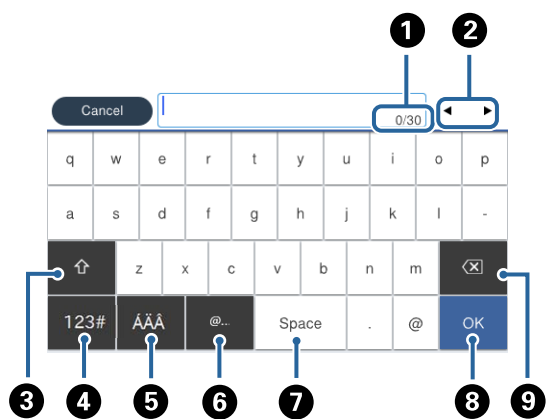 1 2
Cancel 0/30
q w e r t y u i o p
a s d f g h j k l -
z x c v b n m
123# ÁÄÂ @... Space . @ OK
3 4 5 6 7 8 9